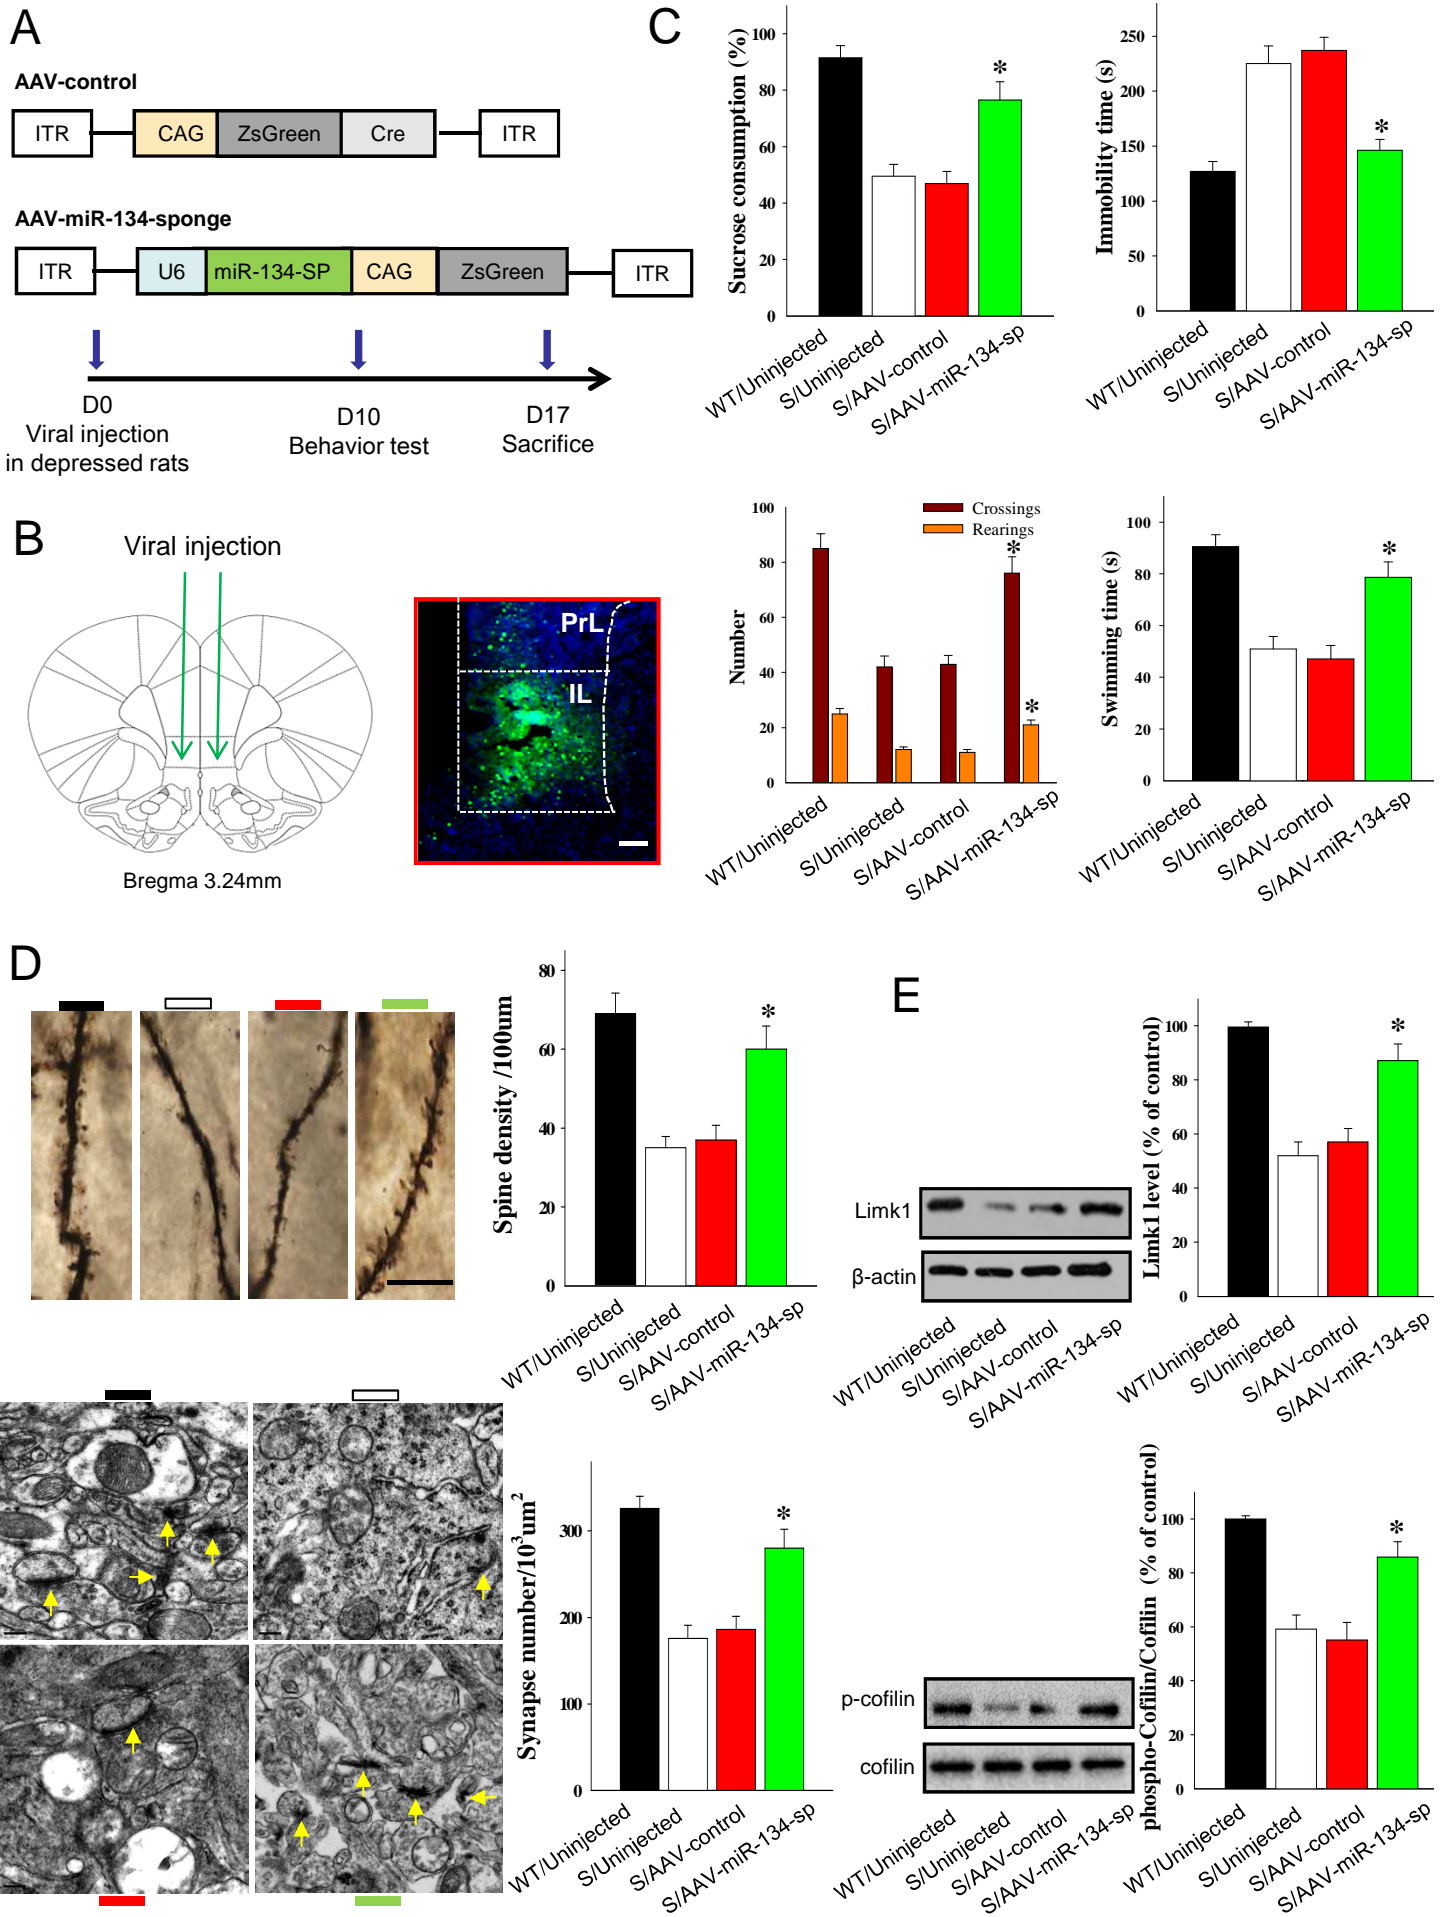 A
AAV-control
ITR
CAG
ZsGreen
Cre
ITR
AAV-miR-134-sponge
ITR
U6
miR-134-SP
CAG
ZsGreen
ITR
D0
Viral injection
in depressed rats
D10
Behavior test
D17
Sacrifice
B
Viral injection
Bregma 3.24mm
PrL
IL
C
Sucrose consumption (%)
100
80
60
40
20
0
WT/Uninjected
S/Uninjected
S/AAV-control
S/AAV-miR-134-sp
*
Immobility time (s)
250
200
150
100
50
0
WT/Uninjected
S/Uninjected
S/AAV-control
S/AAV-miR-134-sp
*
Number
100
80
60
40
20
0
Crossings
Rearings
*
*
WT/Uninjected
S/Uninjected
S/AAV-control
S/AAV-miR-134-sp
Swimming time (s)
100
80
60
40
20
0
*
WT/Uninjected
S/Uninjected
S/AAV-control
S/AAV-miR-134-sp
D
Spine density /100um
80
60
40
20
0
*
WT/Uninjected
S/Uninjected
S/AAV-control
S/AAV-miR-134-sp
Synapse number/10³um²
300
200
100
0
*
WT/Uninjected
S/Uninjected
S/AAV-control
S/AAV-miR-134-sp
E
Limk1
β-actin
WT/Uninjected
S/Uninjected
S/AAV-control
S/AAV-miR-134-sp
Limk1 level (% of control)
100
80
60
40
20
0
*
WT/Uninjected
S/Uninjected
S/AAV-control
S/AAV-miR-134-sp
p-cofilin
cofilin
WT/Uninjected
S/Uninjected
S/AAV-control
S/AAV-miR-134-sp
phospho-Cofilin/Cofilin (% of control)
100
80
60
40
20
0
*
WT/Uninjected
S/Uninjected
S/AAV-control
S/AAV-miR-134-sp